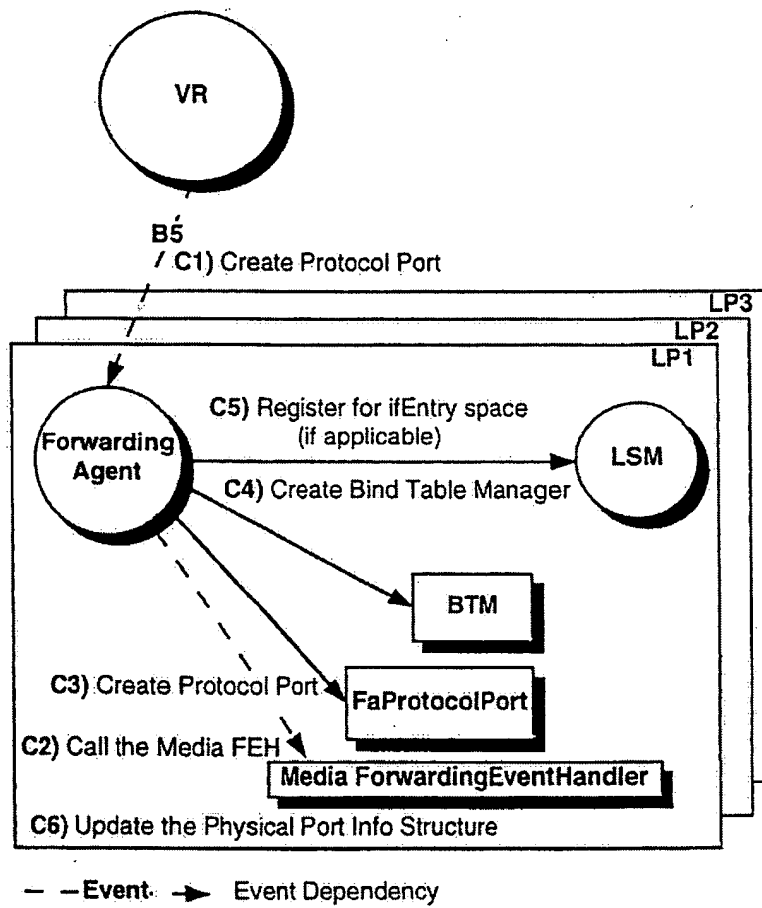 VR
B5
C1) Create Protocol Port
LP3
LP2
LP1
C5) Register for ifEntry space
(if applicable)
Forwarding
Agent
LSM
C4) Create Bind Table Manager
BTM
C3) Create Protocol Port
FaProtocolPort
C2) Call the Media FEH
Media ForwardingEventHandler
C6) Update the Physical Port Info Structure
Event
Event Dependency